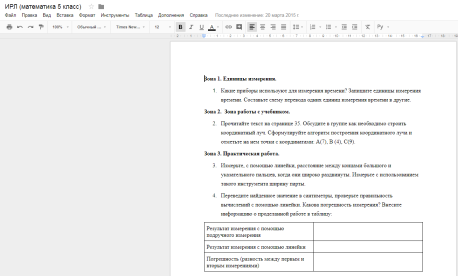 ИРЛ (математика 5 класс)
Файл Правка Вид Вставка Формат Инструменты Таблица Дополнения Справка Последнее изменение: 28 марта 2015 г.
100% Обычный ... Times New... 12 B I U A
Зона 1. Единицы измерения.
1. Какие приборы используют для измерения времени? Запишите единицы измерения
времени. Составьте схему перевода одних единиц измерения времени в другие.
Зона 2. Зона работы с учебником.
2. Прочитайте текст на странице 35. Обсудите в группе как необходимо строить
координатный луч. Сформулируйте алгоритм построения координатного луча и
отметьте на нем точки с координатами: А(7), В (4), С(9).
Зона 3. Практическая работа.
3. Измерьте, с помощью линейки, расстояние между концами большого и
указательного пальцев, когда они широко раздвинуты. Измерьте с использованием
такого инструмента ширину парты.
4. Переведите найденное значение в сантиметры, проверьте правильность
вычислений с помощью линейки. Какова погрешность измерения? Внесите
информацию о проделанной работе в таблицу:
Результат измерения с помощью
подручного измерения
Результат измерения с помощью линейки
Погрешность (разность между первым и
вторым измерениями)